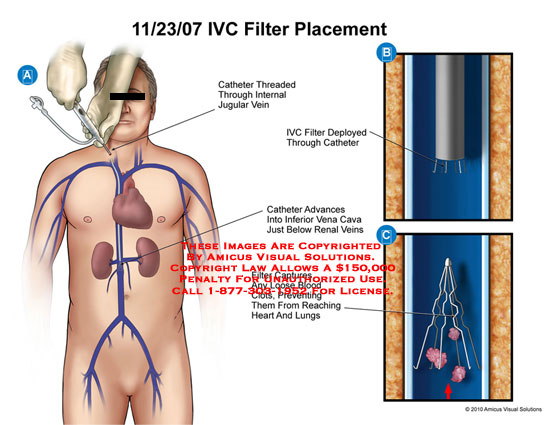 11/23/07 IVC Filter Placement
A
Catheter Threaded
Through Internal
Jugular Vein
B
IVC Filter Deployed
Through Catheter
Catheter Advances
Into Inferior Vena Cava
Just Below Renal Veins
C
These Images Are Copyrighted
By Amicus Visual Solutions.
Copyright Law Allows A $150,000
Penalty For Unauthorized Use.
Call 1-877-303-1952 For License.
Filter Captures
Any Loose Blood
Clots, Preventing
Them From Reaching
Heart And Lungs
© 2010 Amicus Visual Solutions